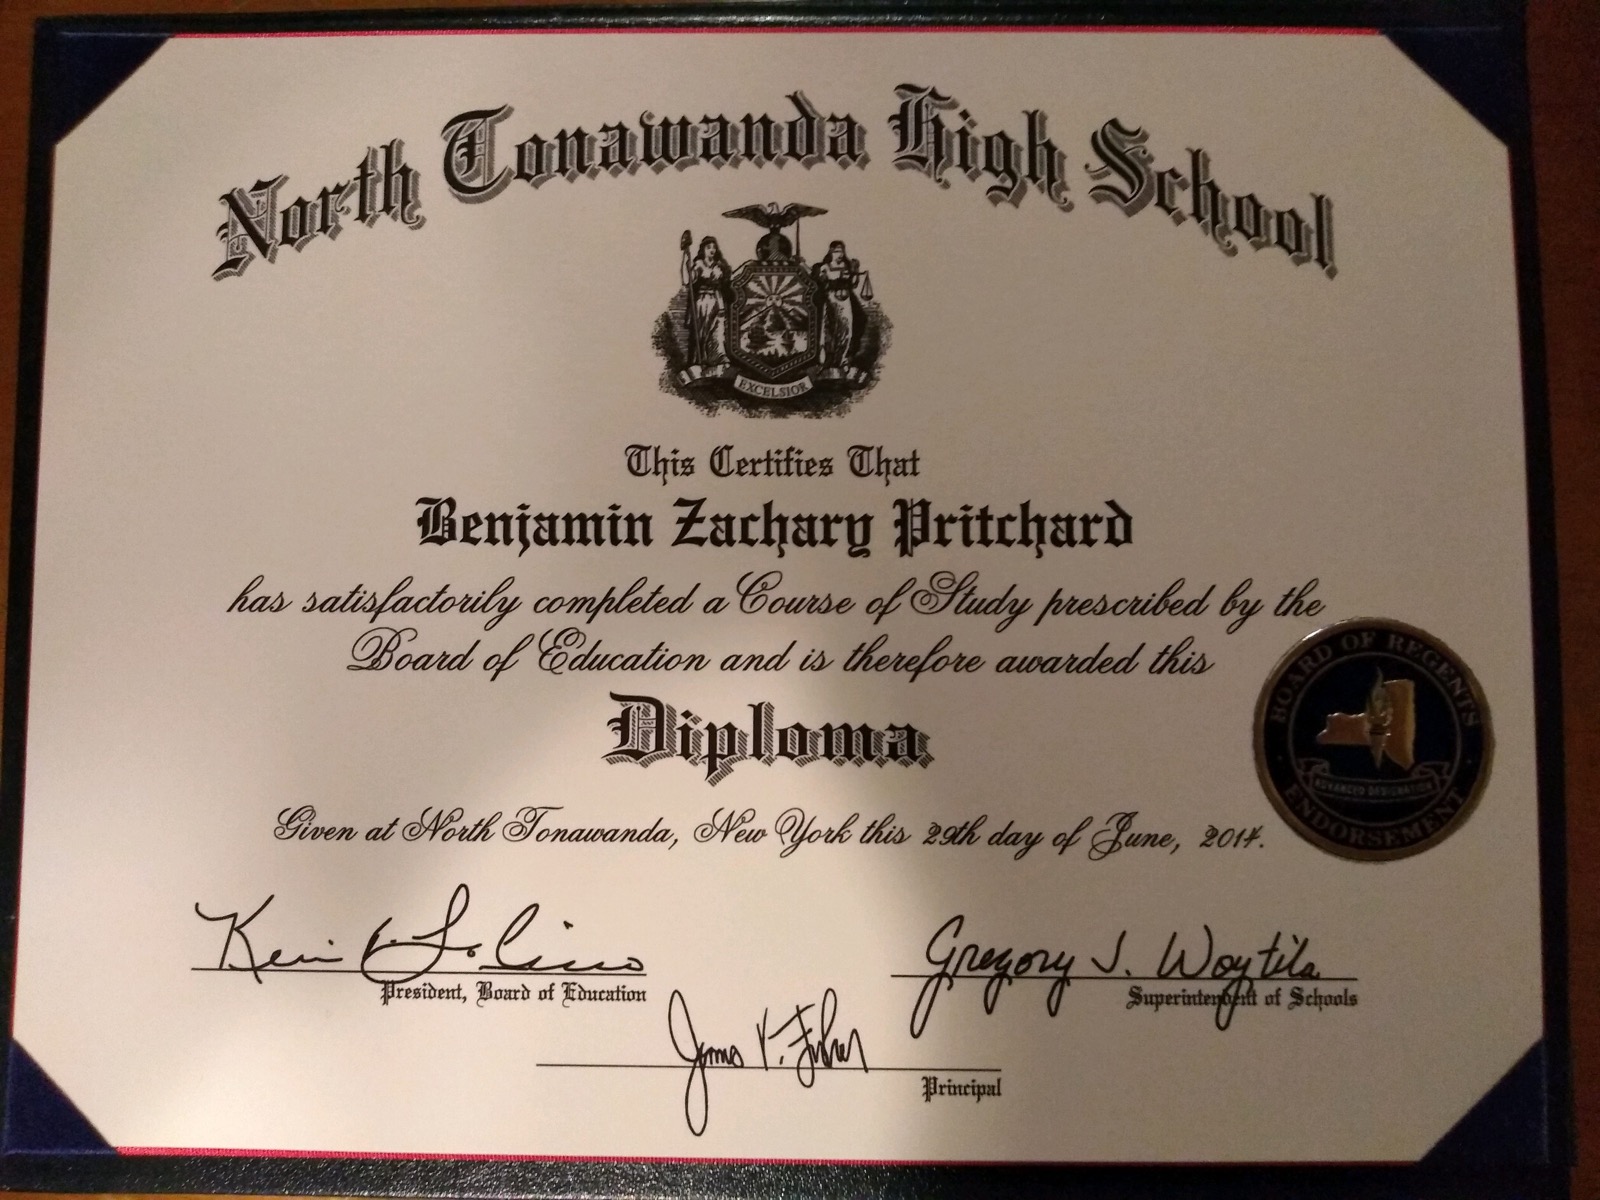 North Tonawanda High School
EXCELSIOR
This Certifies That
Benjamin Zachary Pritchard
has satisfactorily completed a Course of Study prescribed by the
Board of Education and is therefore awarded this
Diploma
BOARD OF REGENTS
ADVANCED DESIGNATION
ENDORSEMENT
Given at North Tonawanda, New York this 29th day of June, 2014.
Gregory J. Woytila
President, Board of Education
Superintendent of Schools
Principal